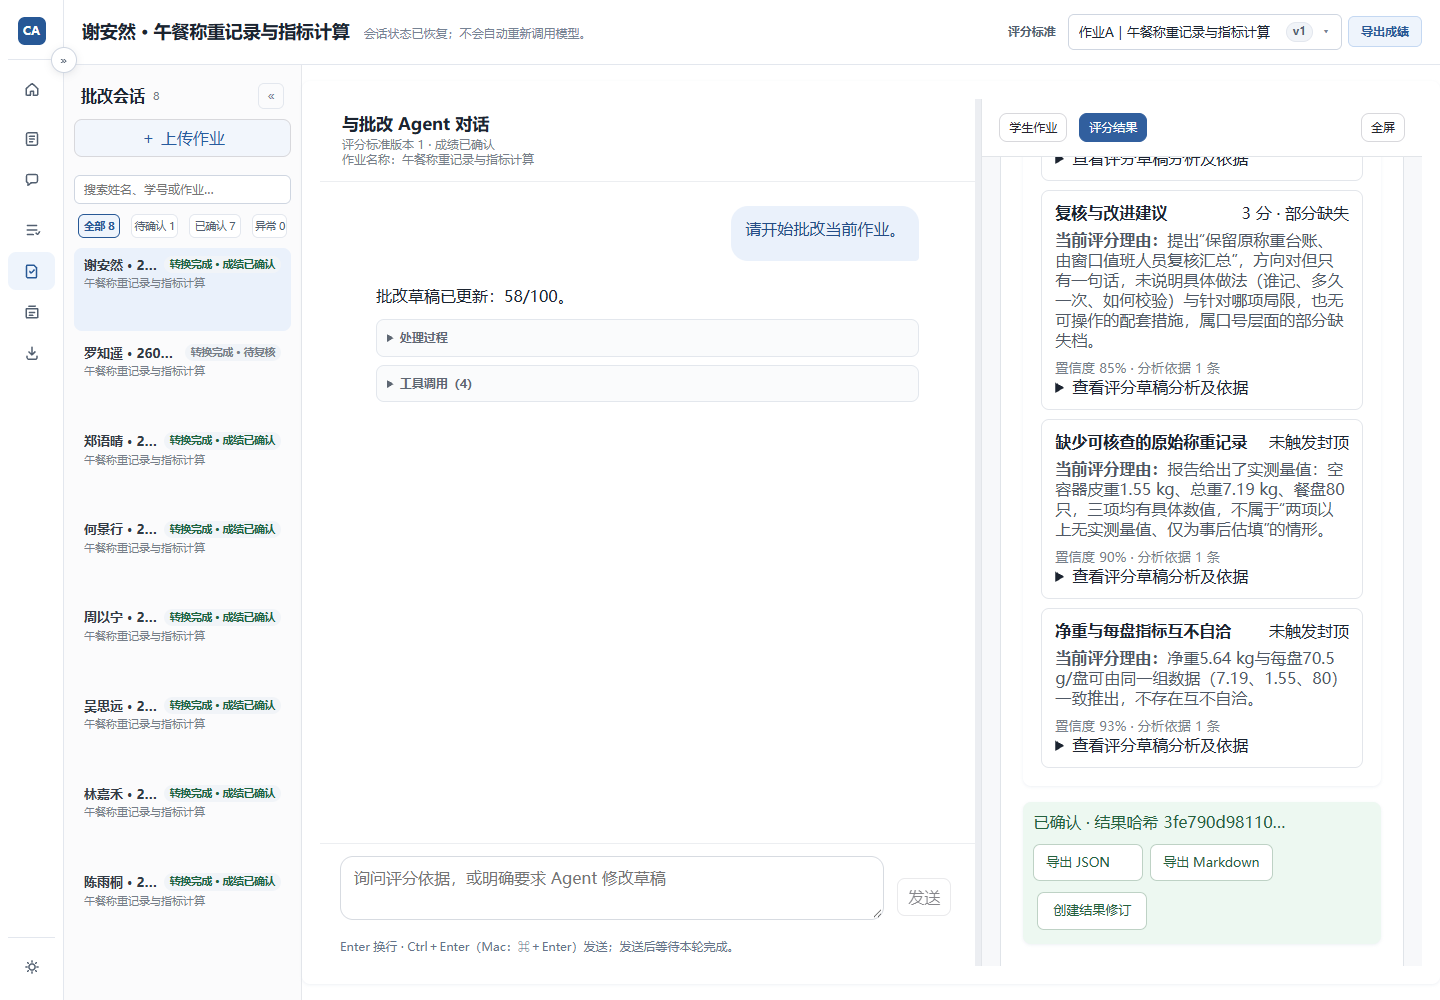 CA
»
谢安然 • 午餐称重记录与指标计算
会话状态已恢复；不会自动重新调用模型。
评分标准
作业A | 午餐称重记录与指标计算
v1
导出成绩
批改会话 8
«
+ 上传作业
搜索姓名、学号或作业...
全部 8
待确认 1
已确认 7
异常 0
谢安然 • 2... 转换完成 • 成绩已确认
午餐称重记录与指标计算
罗知遥 • 260... 转换完成 • 待复核
午餐称重记录与指标计算
郑语晴 • 2... 转换完成 • 成绩已确认
午餐称重记录与指标计算
何景行 • 2... 转换完成 • 成绩已确认
午餐称重记录与指标计算
周以宁 • 2... 转换完成 • 成绩已确认
午餐称重记录与指标计算
吴思远 • 2... 转换完成 • 成绩已确认
午餐称重记录与指标计算
林嘉禾 • 2... 转换完成 • 成绩已确认
午餐称重记录与指标计算
陈雨桐 • 2... 转换完成 • 成绩已确认
午餐称重记录与指标计算
与批改 Agent 对话
评分标准版本 1 · 成绩已确认
作业名称：午餐称重记录与指标计算
请开始批改当前作业。
批改草稿已更新：58/100。
处理过程
工具调用（4）
询问评分依据，或明确要求 Agent 修改草稿
发送
Enter 换行 · Ctrl + Enter（Mac：⌘ + Enter）发送；发送后等待本轮完成。
学生作业
评分结果
全屏
查看评分草稿分析及依据
复核与改进建议 3 分 · 部分缺失
当前评分理由：提出“保留原称重台账、
由窗口值班人员复核汇总”，方向对但只
有一句话，未说明具体做法（谁记、多久
一次、如何校验）与针对哪项局限，也无
可操作的配套措施，属口号层面的部分缺
失档。
置信度 85% · 分析依据 1 条
查看评分草稿分析及依据
缺少可核查的原始称重记录 未触发封顶
当前评分理由：报告给出了实测量值：空
容器皮重1.55 kg、总重7.19 kg、餐盘80
只，三项均有具体数值，不属于“两项以
上无实测量值、仅为事后估填”的情形。
置信度 90% · 分析依据 1 条
查看评分草稿分析及依据
净重与每盘指标互不自洽 未触发封顶
当前评分理由：净重5.64 kg与每盘70.5
g/盘可由同一组数据（7.19、1.55、80）
一致推出，不存在互不自洽。
置信度 93% · 分析依据 1 条
查看评分草稿分析及依据
已确认 · 结果哈希 3fe790d98110...
导出 JSON
导出 Markdown
创建结果修订